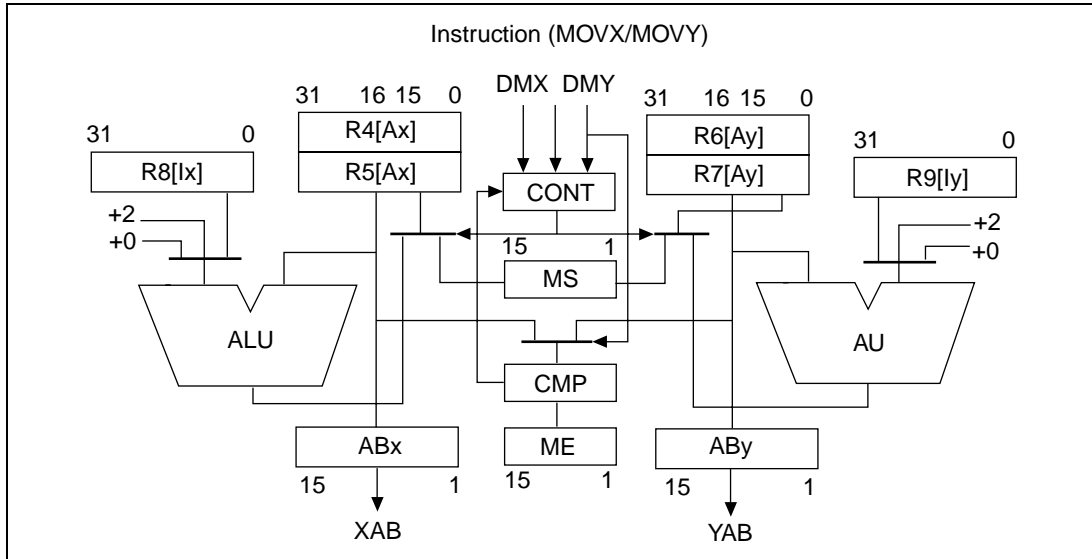 Instruction (MOVX/MOVY)
DMX DMY
31 16 15 0
31 16 15 0
R4[Ax]
R5[Ax]
R6[Ay]
R7[Ay]
31 0
31 0
R8[Ix]
R9[Iy]
CONT
+2
+0
+2
+0
15 1
MS
ALU
AU
CMP
ABx
ME
ABy
15 1
15 1
15 1
XAB
YAB